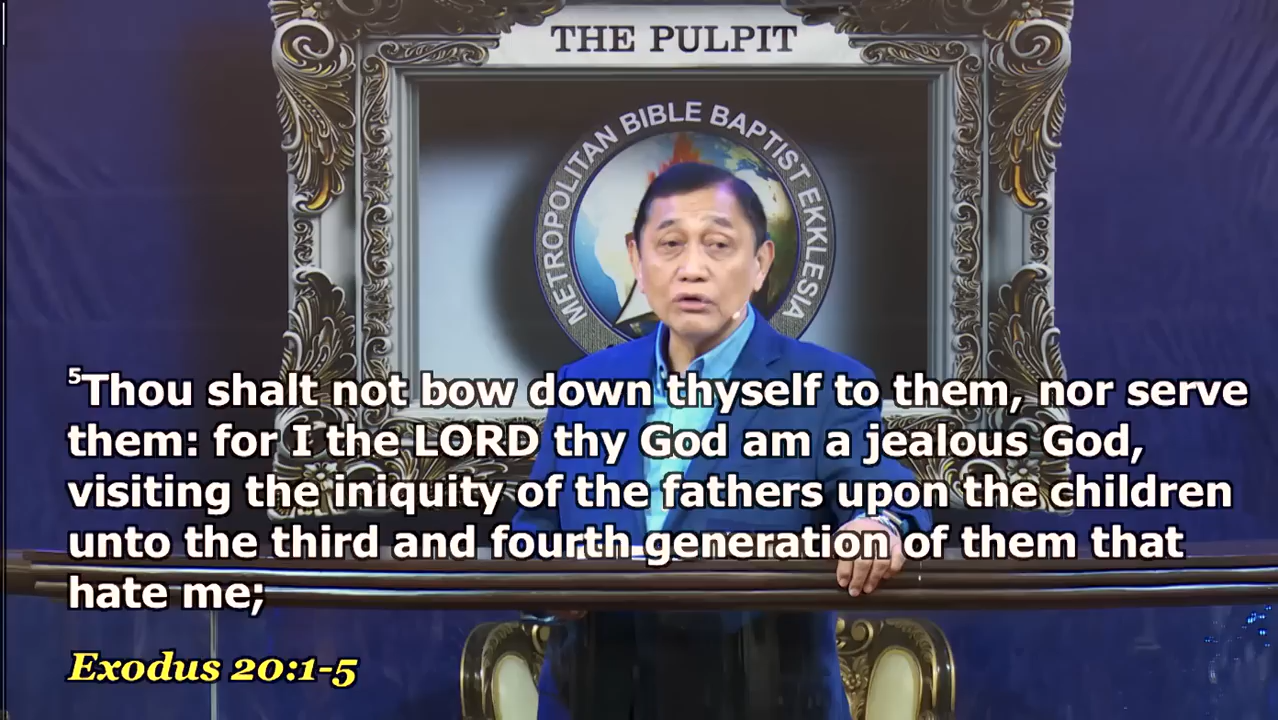 THE PULPIT
METROPOLITAN BIBLE BAPTIST EKKLESIA
⁵Thou shalt not bow down thyself to them, nor serve
them: for I the LORD thy God am a jealous God,
visiting the iniquity of the fathers upon the children
unto the third and fourth generation of them that
hate me;
Exodus 20:1-5